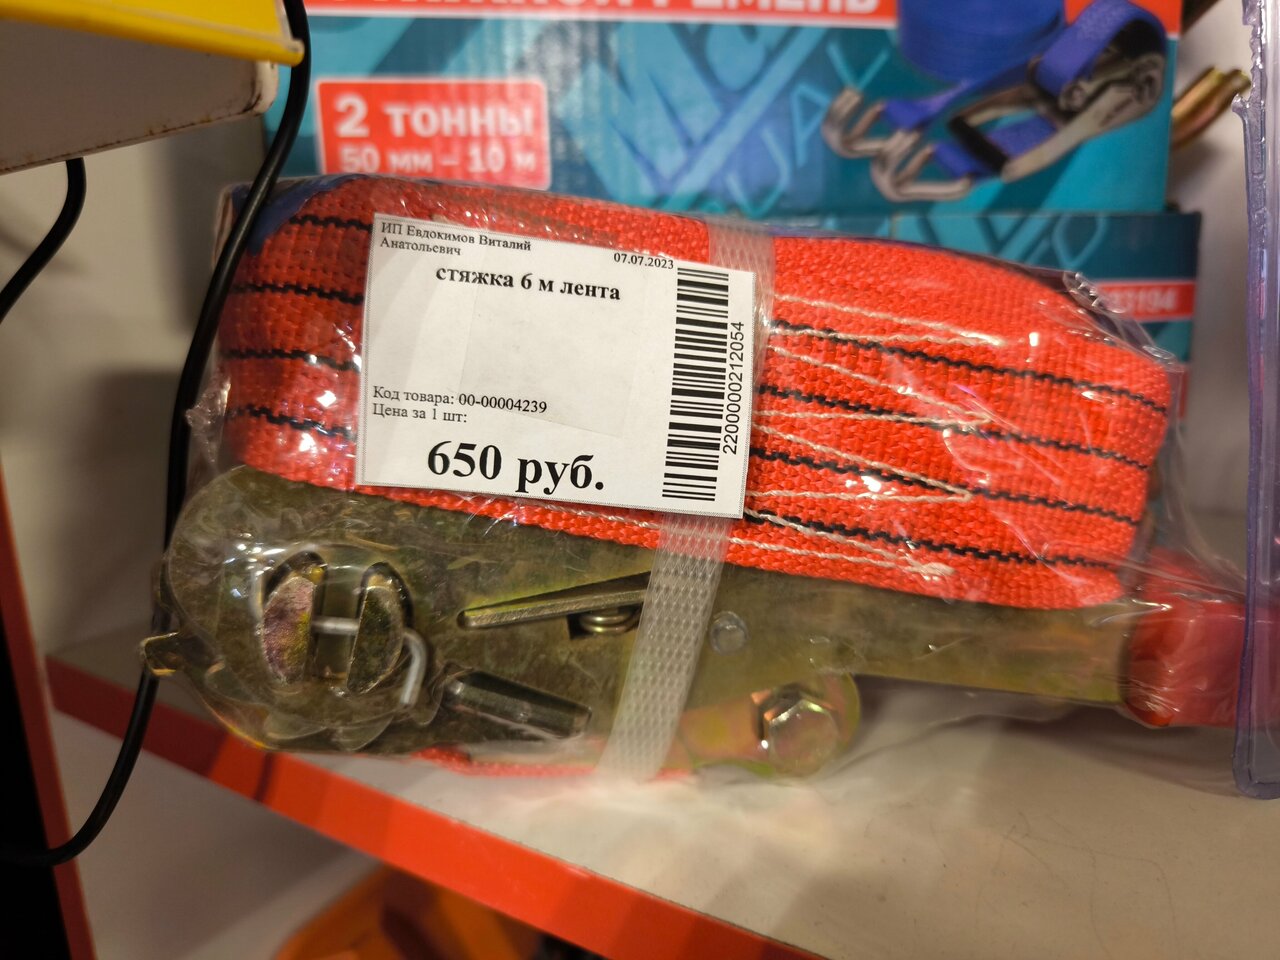 РЕМЕНЬ
2 ТОННЫ
50 мм – 10 м
ИП Евдокимов Виталий
Анатольевич
07.07.2023
стяжка 6 м лента
Код товара: 00-00004239
Цена за 1 шт:
650 руб.
2200000212054